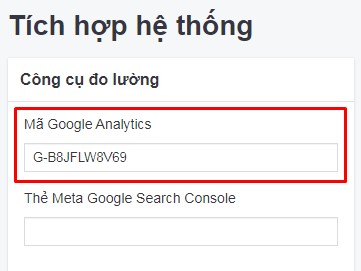 Tích hợp hệ thống
Công cụ đo lường
Mã Google Analytics
G-B8JFLW8V69
Thẻ Meta Google Search Console